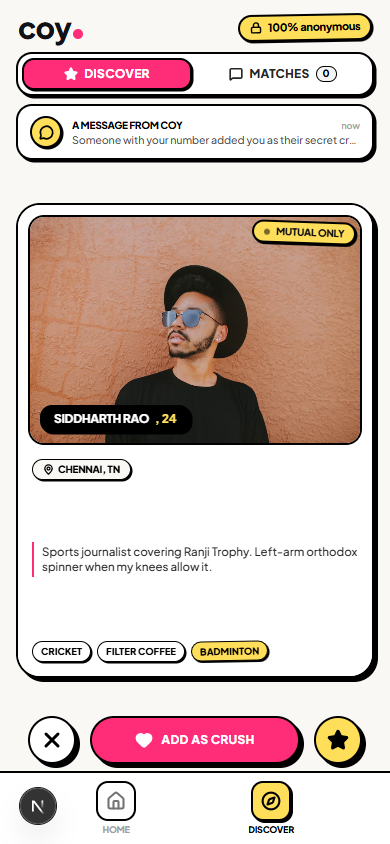 coy.
100% anonymous
DISCOVER
MATCHES 0
A MESSAGE FROM COY
now
Someone with your number added you as their secret cr...
MUTUAL ONLY
SIDDHARTH RAO , 24
CHENNAI, TN
Sports journalist covering Ranji Trophy. Left-arm orthodox
spinner when my knees allow it.
CRICKET
FILTER COFFEE
BADMINTON
ADD AS CRUSH
N
HOME
DISCOVER